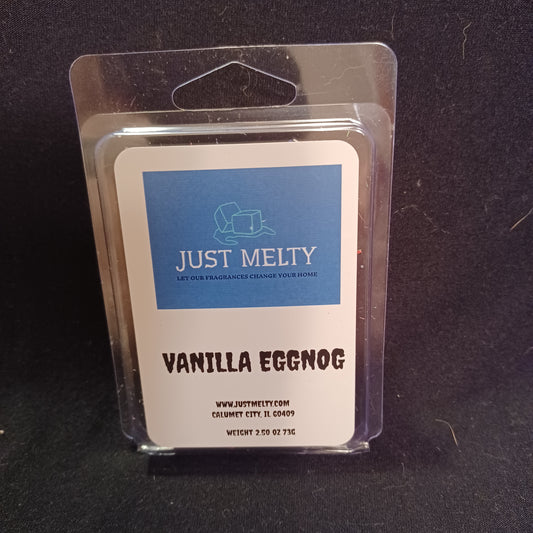 JUST MELTY
LET OUR FRAGRANCES CHANGE YOUR HOME
VANILLA EGGNOG
WWW.JUSTMELTY.COM
CALUMET CITY, IL 60409
WEIGHT 2.50 OZ 73G